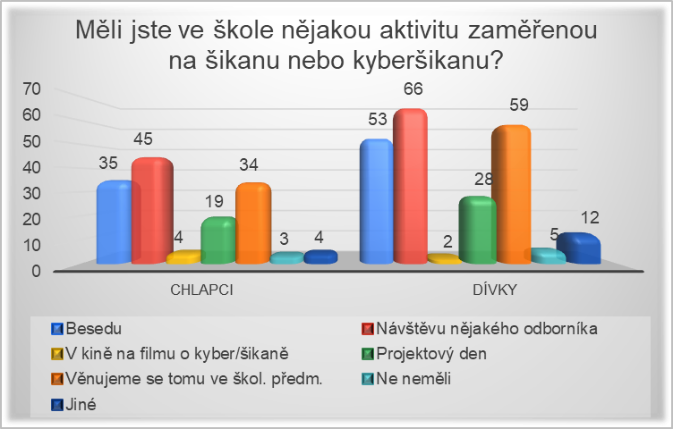 Měli jste ve škole nějakou aktivitu zaměřenou
na šikanu nebo kyberšikanu?
70
60
50
40
30
20
10
0
35
45
4
19
34
3
4
53
66
2
28
59
5
12
CHLAPCI
DÍVKY
Besedu
Návštěvu nějakého odborníka
V kině na filmu o kyber/šikaně
Projektový den
Věnujeme se tomu ve škol. předm.
Ne neměli
Jiné